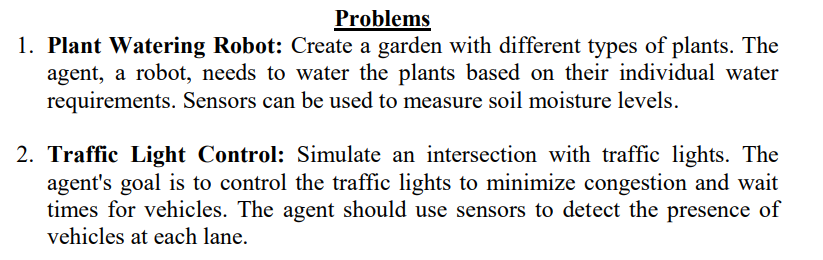 Problems
1. Plant Watering Robot: Create a garden with different types of plants. The
agent, a robot, needs to water the plants based on their individual water
requirements. Sensors can be used to measure soil moisture levels.
2. Traffic Light Control: Simulate an intersection with traffic lights. The
agent's goal is to control the traffic lights to minimize congestion and wait
times for vehicles. The agent should use sensors to detect the presence of
vehicles at each lane.